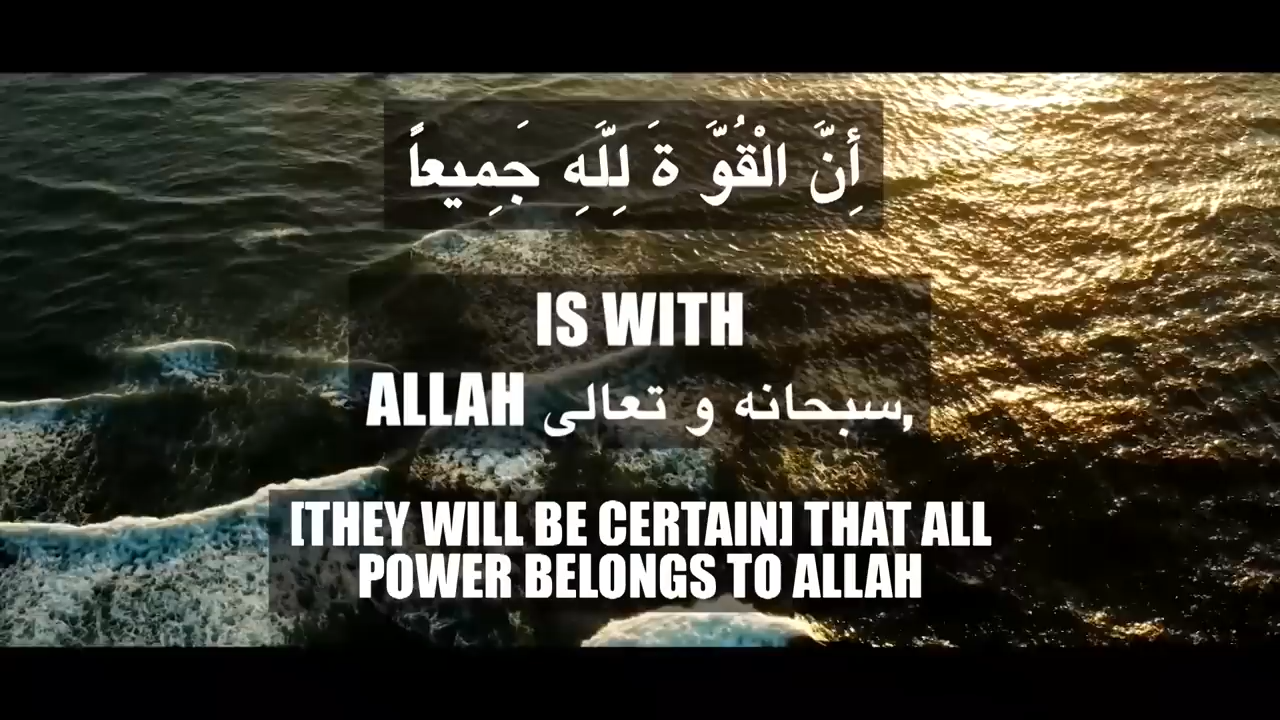 أَنَّ الْقُوَّ ةَ لِلَّهِ جَمِيعاً
IS WITH
ALLAH سبحانه و تعالى,
[THEY WILL BE CERTAIN] THAT ALL
POWER BELONGS TO ALLAH